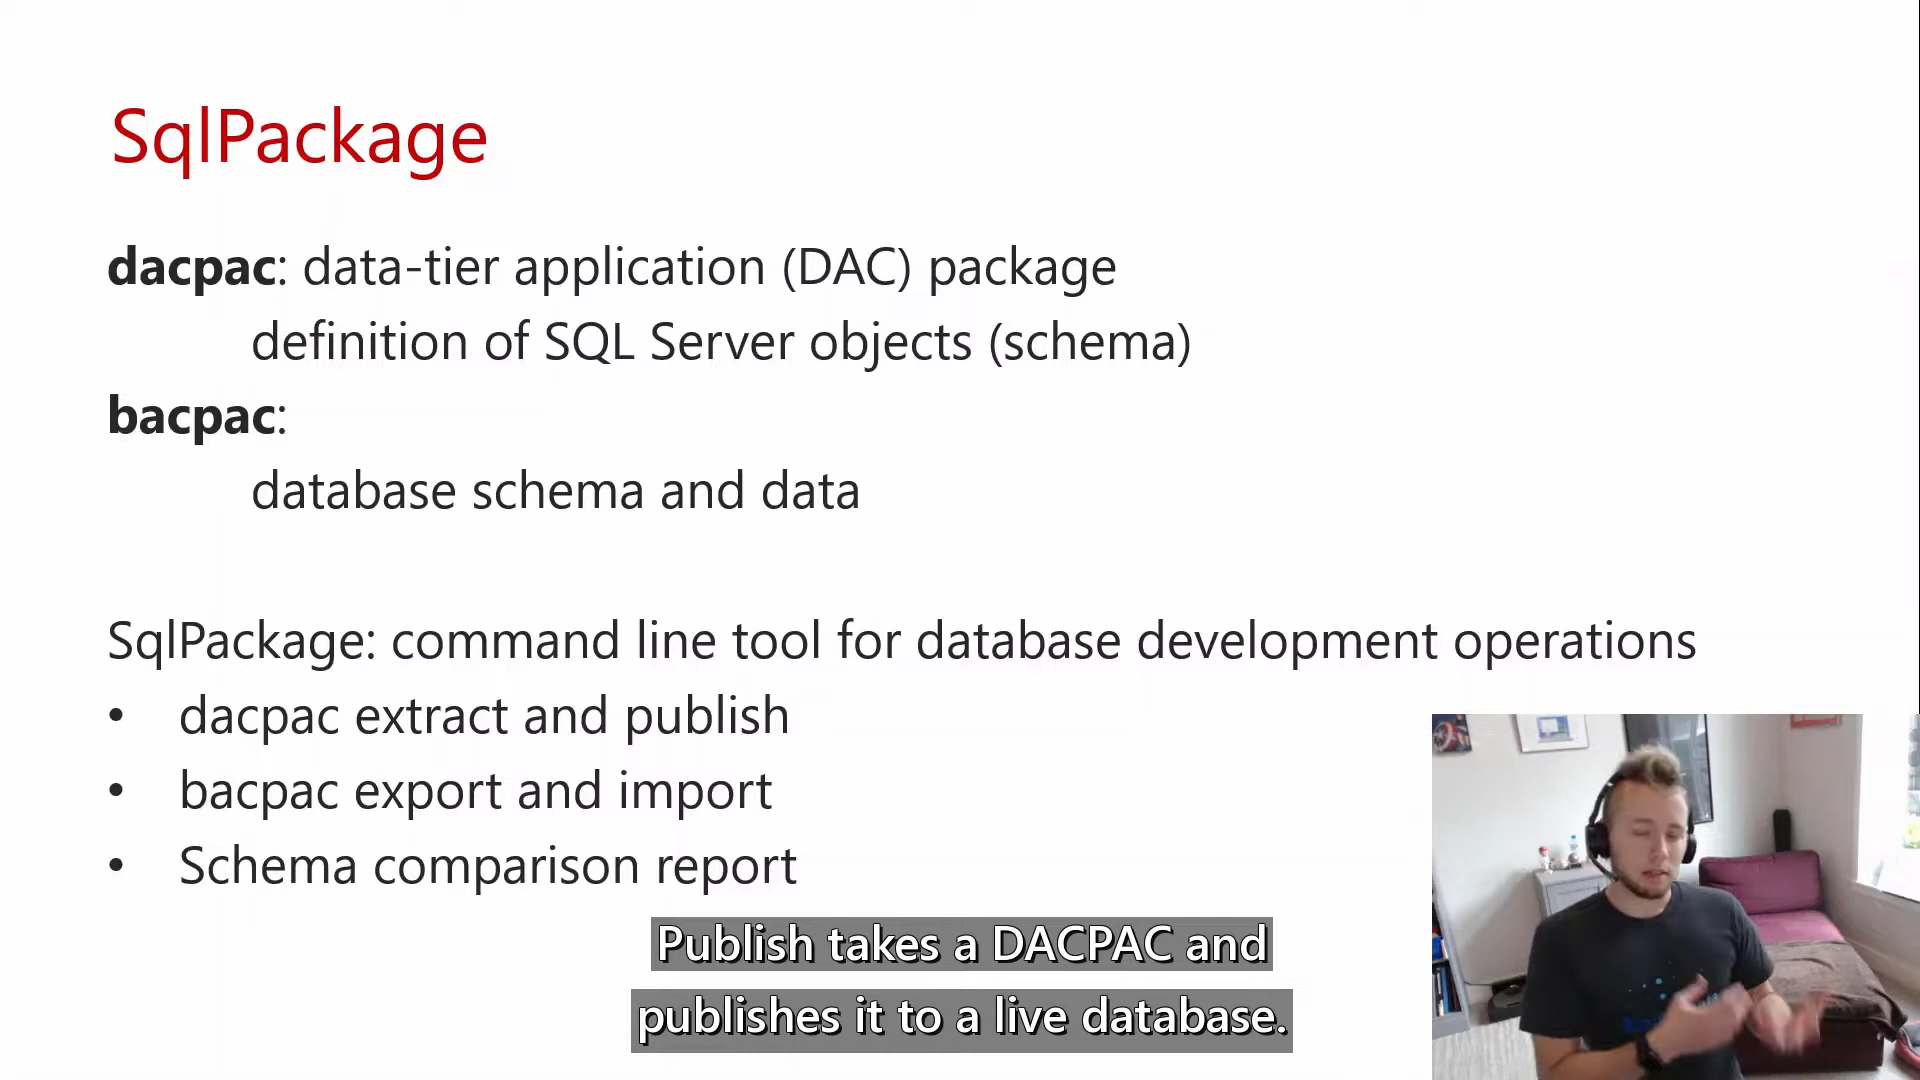 SqlPackage
dacpac: data-tier application (DAC) package
definition of SQL Server objects (schema)
bacpac:
database schema and data
SqlPackage: command line tool for database development operations
• dacpac extract and publish
• bacpac export and import
• Schema comparison report
Publish takes a DACPAC and
publishes it to a live database.